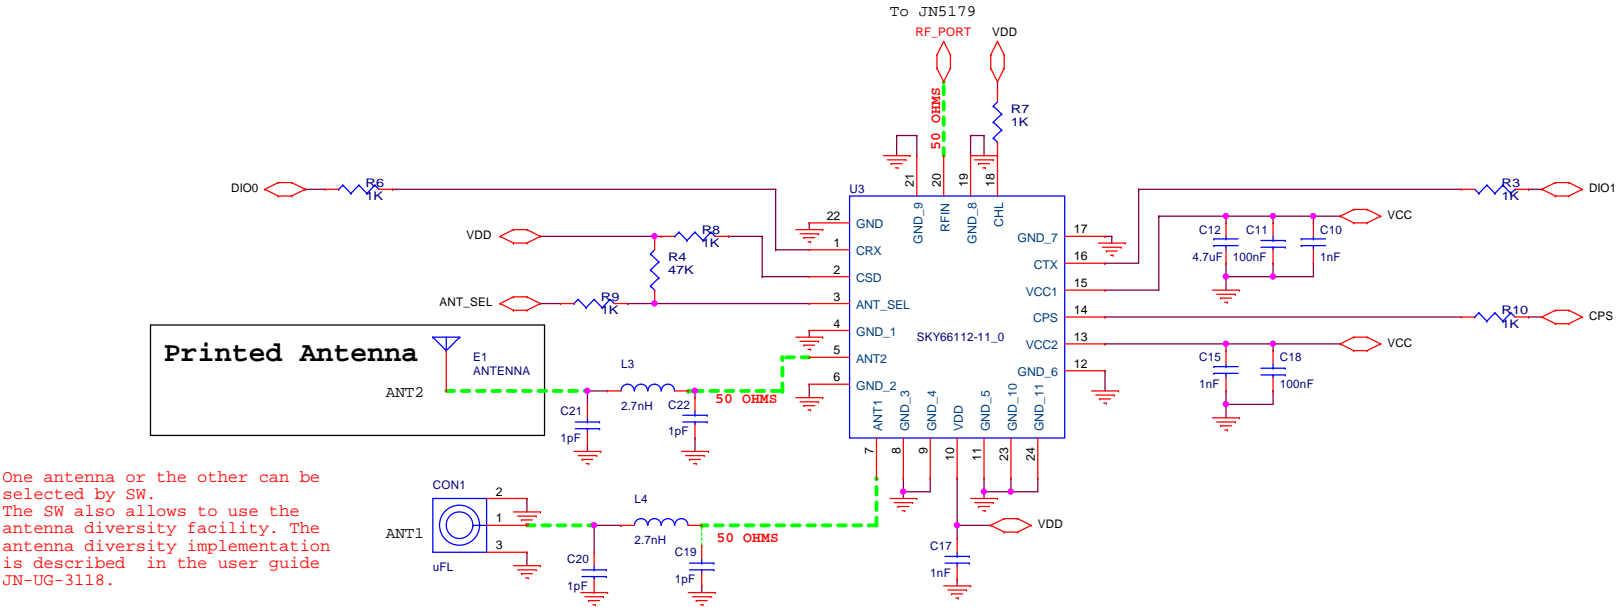 To JN5179
RF_PORT
VDD
50 OHMS
R7
1K
DIO0
R6
1K
VDD
R8
1K
R4
47K
ANT_SEL
R9
1K
U3
21
20
19
18
GND_9
RFIN
GND_8
CHL
22
GND
1
CRX
2
CSD
3
ANT_SEL
4
GND_1
5
ANT2
6
GND_2
SKY66112-11_0
GND_7
17
CTX
16
VCC1
15
CPS
14
VCC2
13
GND_6
12
ANT1
GND_3
GND_4
VDD
GND_5
GND_10
GND_11
7
8
9
10
11
23
24
R3
1K
DIO1
VCC
C12
4.7uF
C11
100nF
C10
1nF
R10
1K
CPS
VCC
C15
1nF
C18
100nF
Printed Antenna
E1
ANTENNA
ANT2
L3
2.7nH
C21
1pF
C22
1pF
50 OHMS
One antenna or the other can be
selected by SW.
The SW also allows to use the
antenna diversity facility. The
antenna diversity implementation
is described  in the user guide
JN-UG-3118.
CON1
2
1
3
ANT1
uFL
L4
2.7nH
C20
1pF
C19
1pF
50 OHMS
VDD
C17
1nF